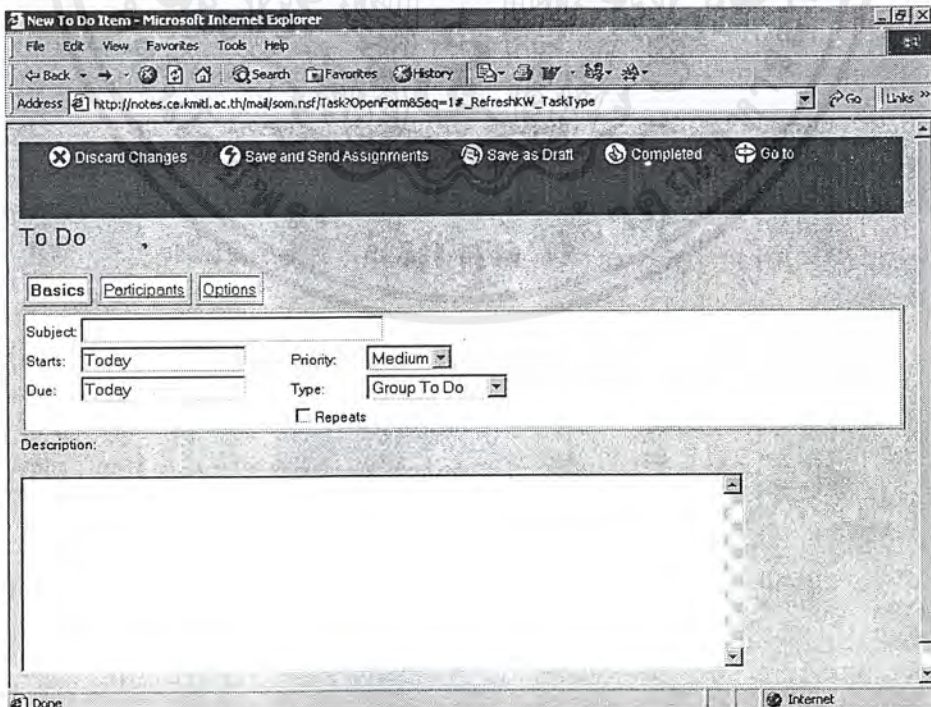 New To Do Item - Microsoft Internet Explorer
File Edit View Favorites Tools Help
Back Search Favorites History
Address http://notes.ce.kmitl.ac.th/mail/som.nsf/Task?OpenForm&Seq=1#_RefreshKW_TaskType Go Links »
Discard Changes Save and Send Assignments Save as Draft Completed Go to
To Do
Basics Participants Options
Subject:
Starts: Today Priority: Medium
Due: Today Type: Group To Do
Repeats
Description:
Done Internet